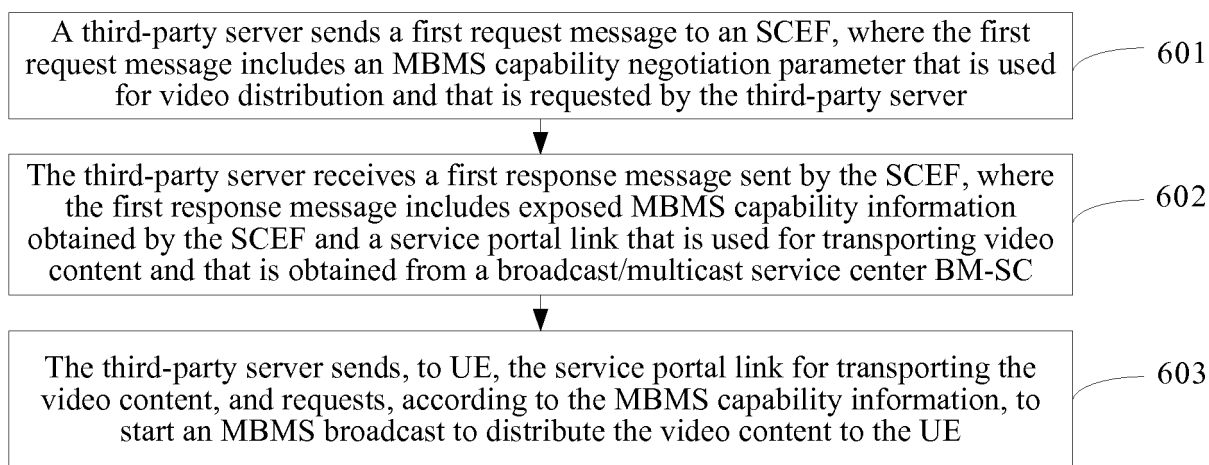 A third-party server sends a first request message to an SCEF, where the first
request message includes an MBMS capability negotiation parameter that is used
for video distribution and that is requested by the third-party server
601
The third-party server receives a first response message sent by the SCEF, where
the first response message includes exposed MBMS capability information
obtained by the SCEF and a service portal link that is used for transporting video
content and that is obtained from a broadcast/multicast service center BM-SC
602
The third-party server sends, to UE, the service portal link for transporting the
video content, and requests, according to the MBMS capability information, to
start an MBMS broadcast to distribute the video content to the UE
603